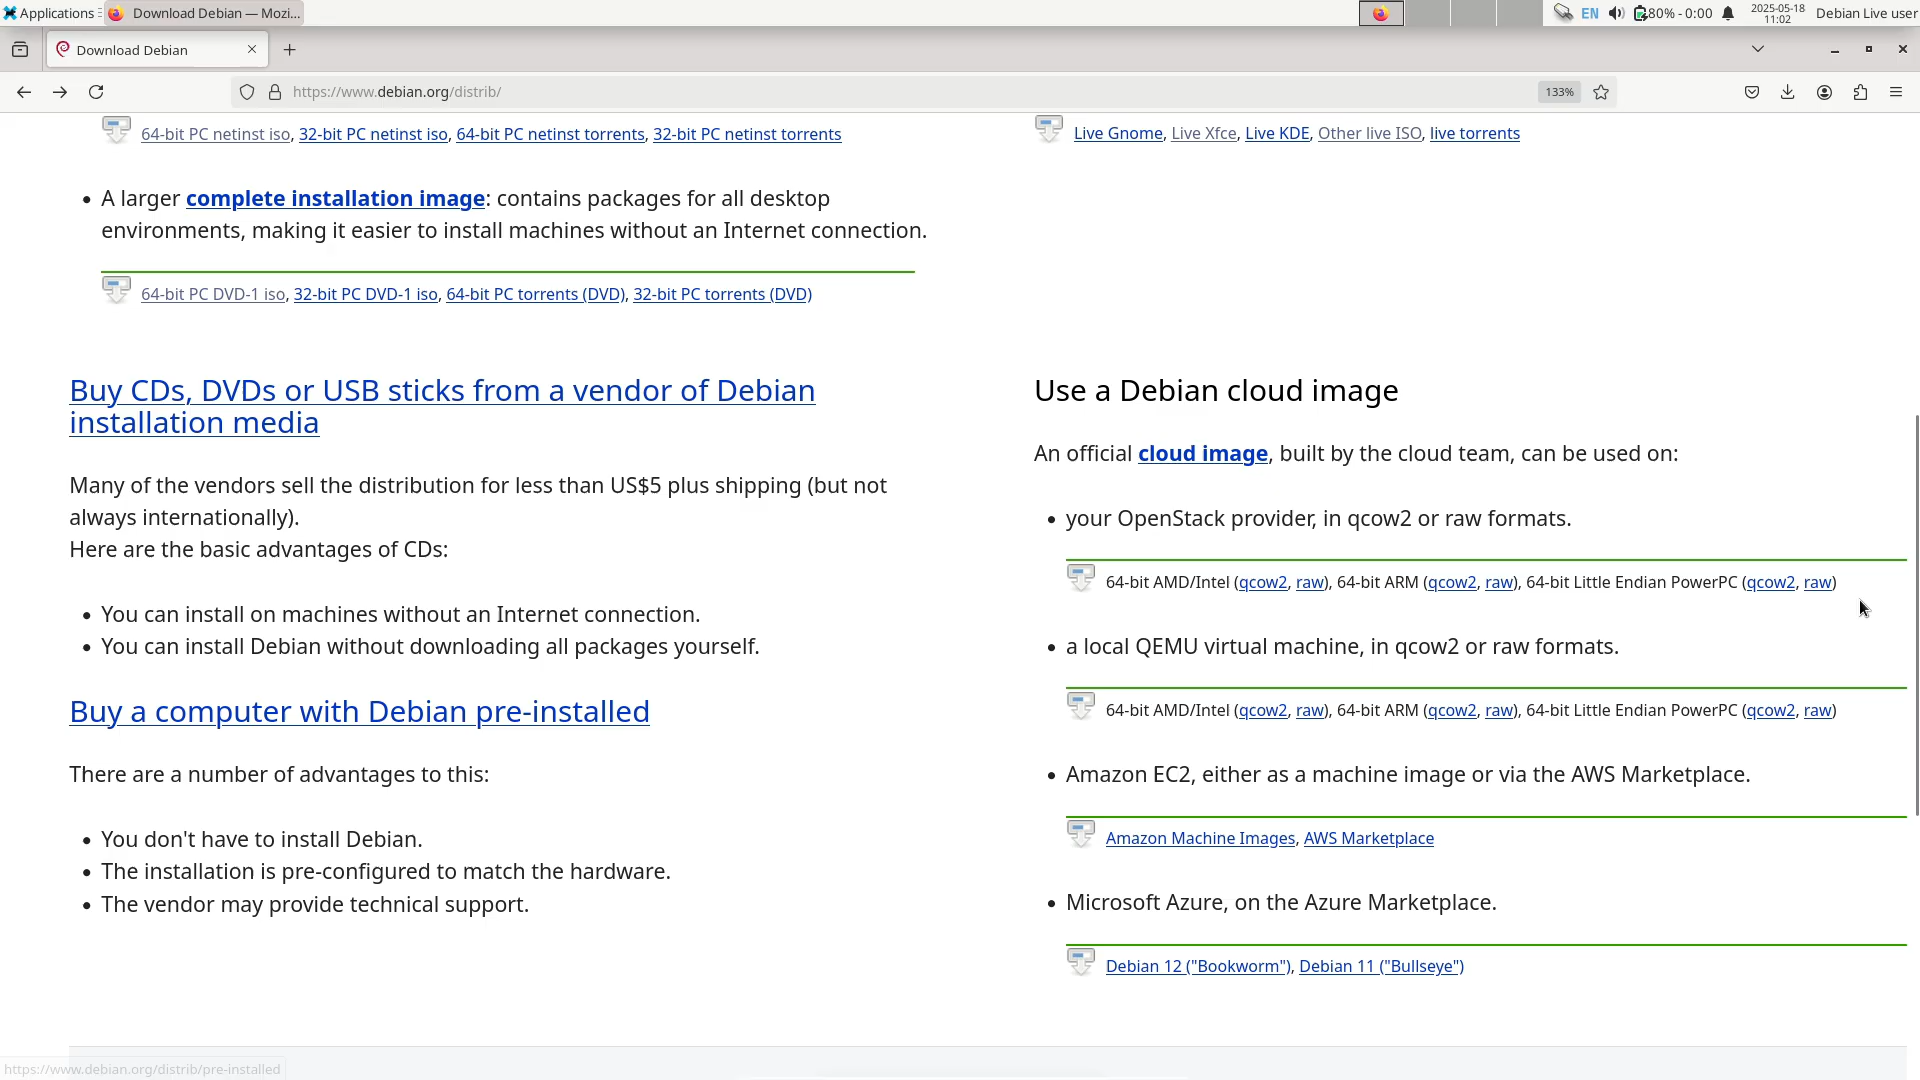 Applications
Download Debian — Mozi...
EN
80% - 0:00
2025-05-18
11:02
Debian Live user
Download Debian
https://www.debian.org/distrib/
133%
64-bit PC netinst iso, 32-bit PC netinst iso, 64-bit PC netinst torrents, 32-bit PC netinst torrents
Live Gnome, Live Xfce, Live KDE, Other live ISO, live torrents
A larger complete installation image: contains packages for all desktop
environments, making it easier to install machines without an Internet connection.
64-bit PC DVD-1 iso, 32-bit PC DVD-1 iso, 64-bit PC torrents (DVD), 32-bit PC torrents (DVD)
Buy CDs, DVDs or USB sticks from a vendor of Debian
installation media
Many of the vendors sell the distribution for less than US$5 plus shipping (but not
always internationally).
Here are the basic advantages of CDs:
You can install on machines without an Internet connection.
You can install Debian without downloading all packages yourself.
Buy a computer with Debian pre-installed
There are a number of advantages to this:
You don't have to install Debian.
The installation is pre-configured to match the hardware.
The vendor may provide technical support.
Use a Debian cloud image
An official cloud image, built by the cloud team, can be used on:
your OpenStack provider, in qcow2 or raw formats.
64-bit AMD/Intel (qcow2, raw), 64-bit ARM (qcow2, raw), 64-bit Little Endian PowerPC (qcow2, raw)
a local QEMU virtual machine, in qcow2 or raw formats.
64-bit AMD/Intel (qcow2, raw), 64-bit ARM (qcow2, raw), 64-bit Little Endian PowerPC (qcow2, raw)
Amazon EC2, either as a machine image or via the AWS Marketplace.
Amazon Machine Images, AWS Marketplace
Microsoft Azure, on the Azure Marketplace.
Debian 12 ("Bookworm"), Debian 11 ("Bullseye")
https://www.debian.org/distrib/pre-installed